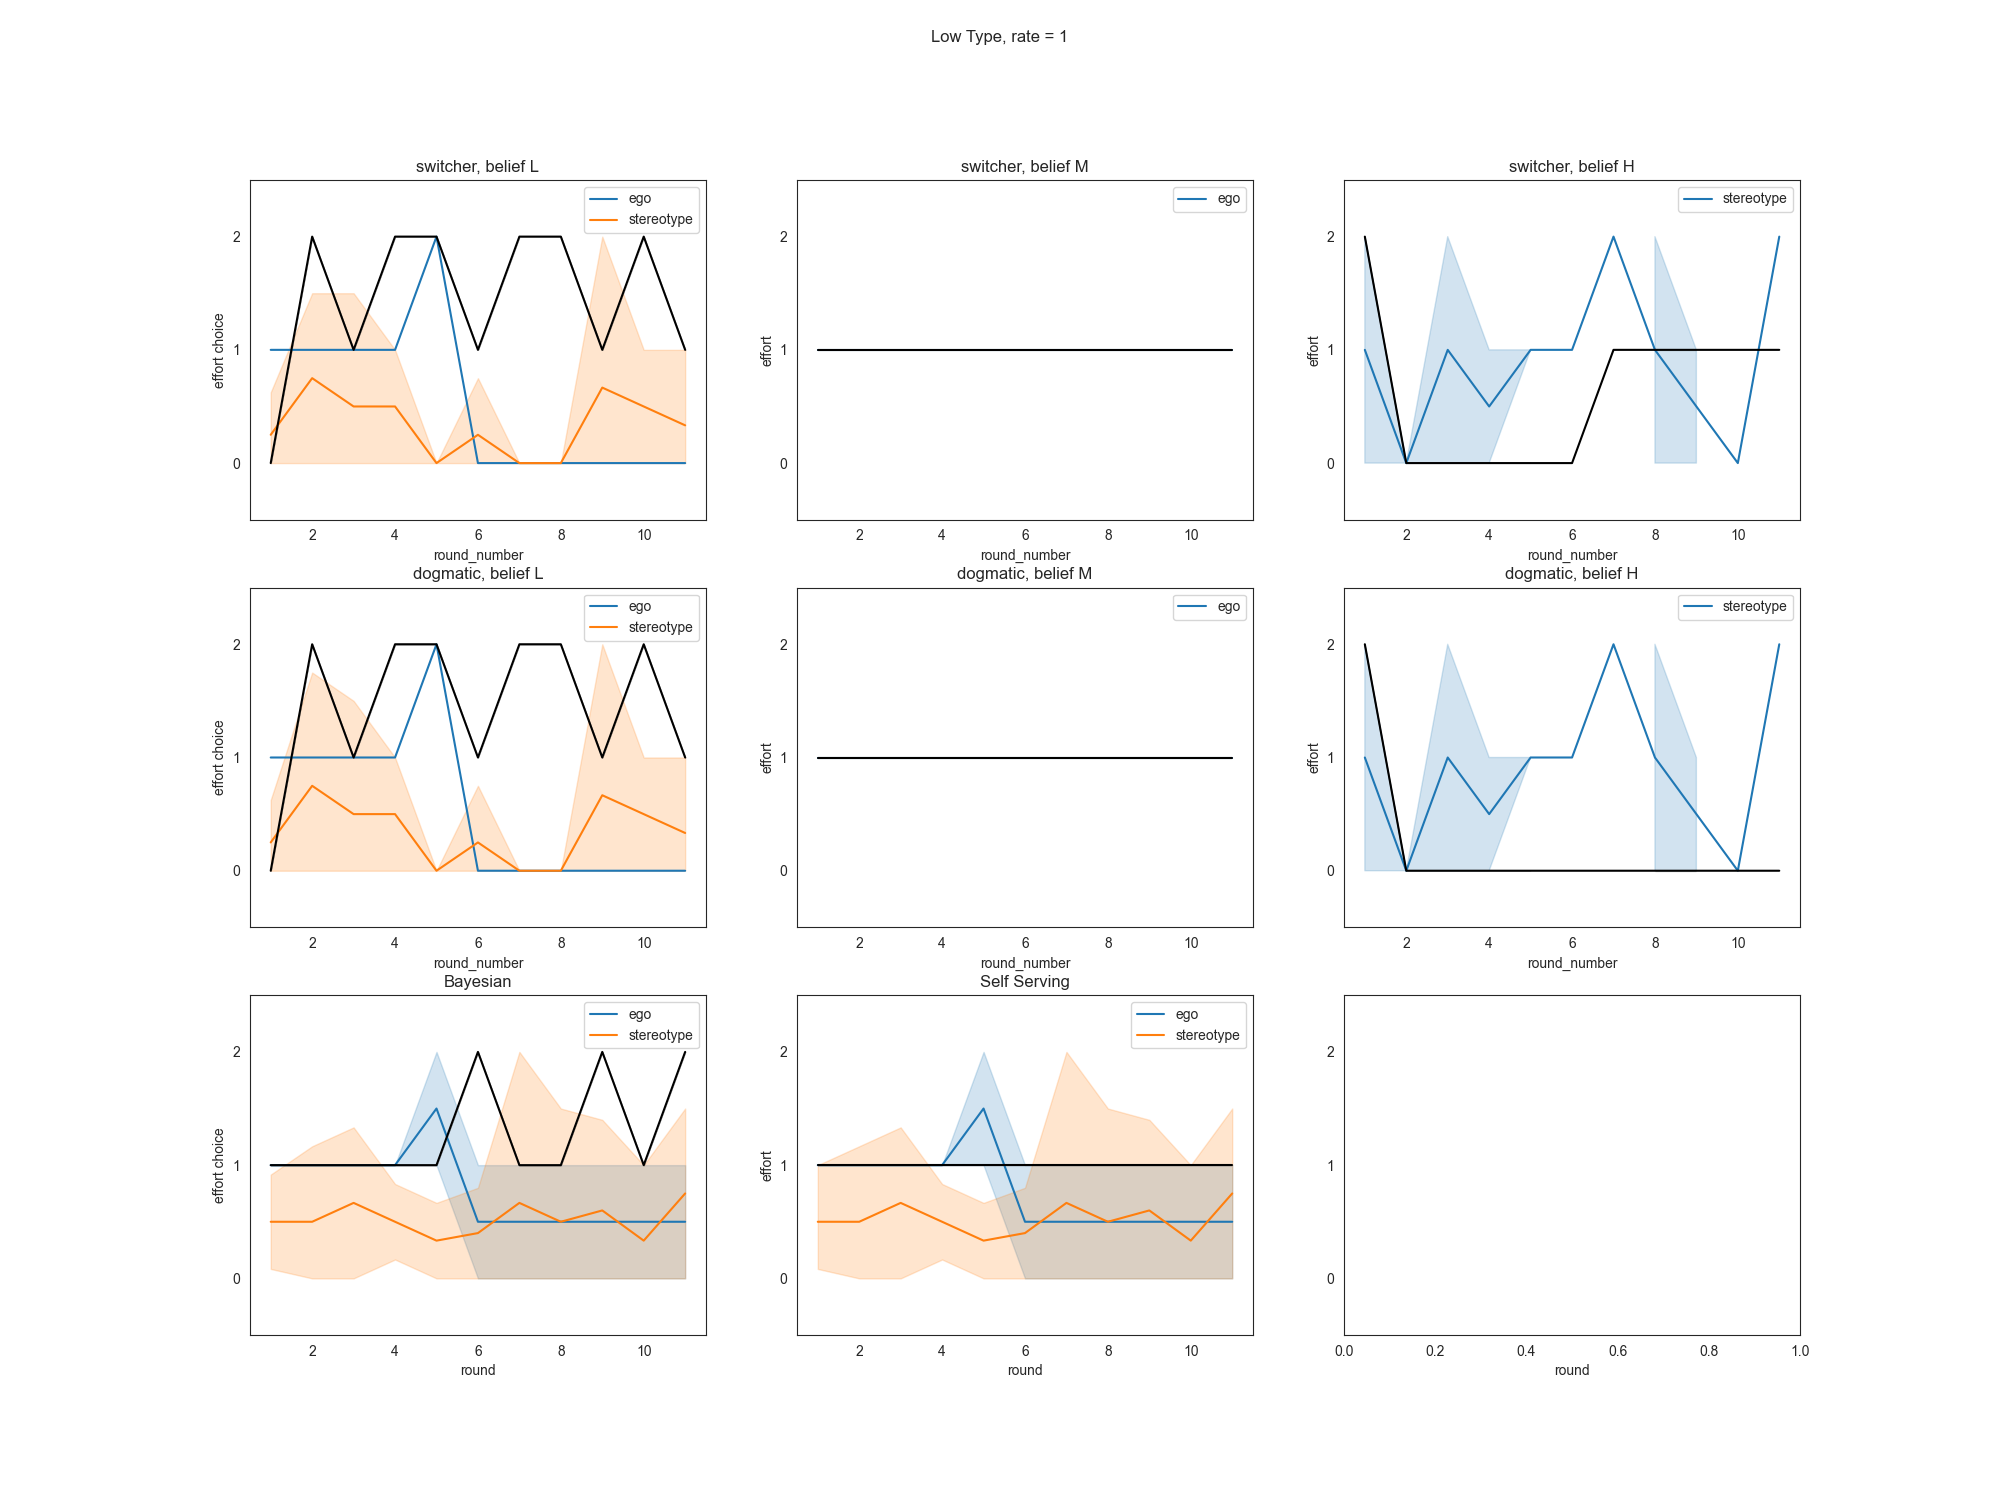 Low Type, rate = 1
switcher, belief L
ego
stereotype
effort choice
2
1
0
2 4 6 8 10
round_number
switcher, belief M
ego
effort
2
1
0
2 4 6 8 10
round_number
switcher, belief H
stereotype
effort
2
1
0
2 4 6 8 10
round_number
dogmatic, belief L
ego
stereotype
effort choice
2
1
0
2 4 6 8 10
round_number
dogmatic, belief M
ego
effort
2
1
0
2 4 6 8 10
round_number
dogmatic, belief H
stereotype
effort
2
1
0
2 4 6 8 10
round_number
Bayesian
ego
stereotype
effort choice
2
1
0
2 4 6 8 10
round
Self Serving
ego
stereotype
effort
2
1
0
2 4 6 8 10
round
2
1
0
0.0 0.2 0.4 0.6 0.8 1.0
round